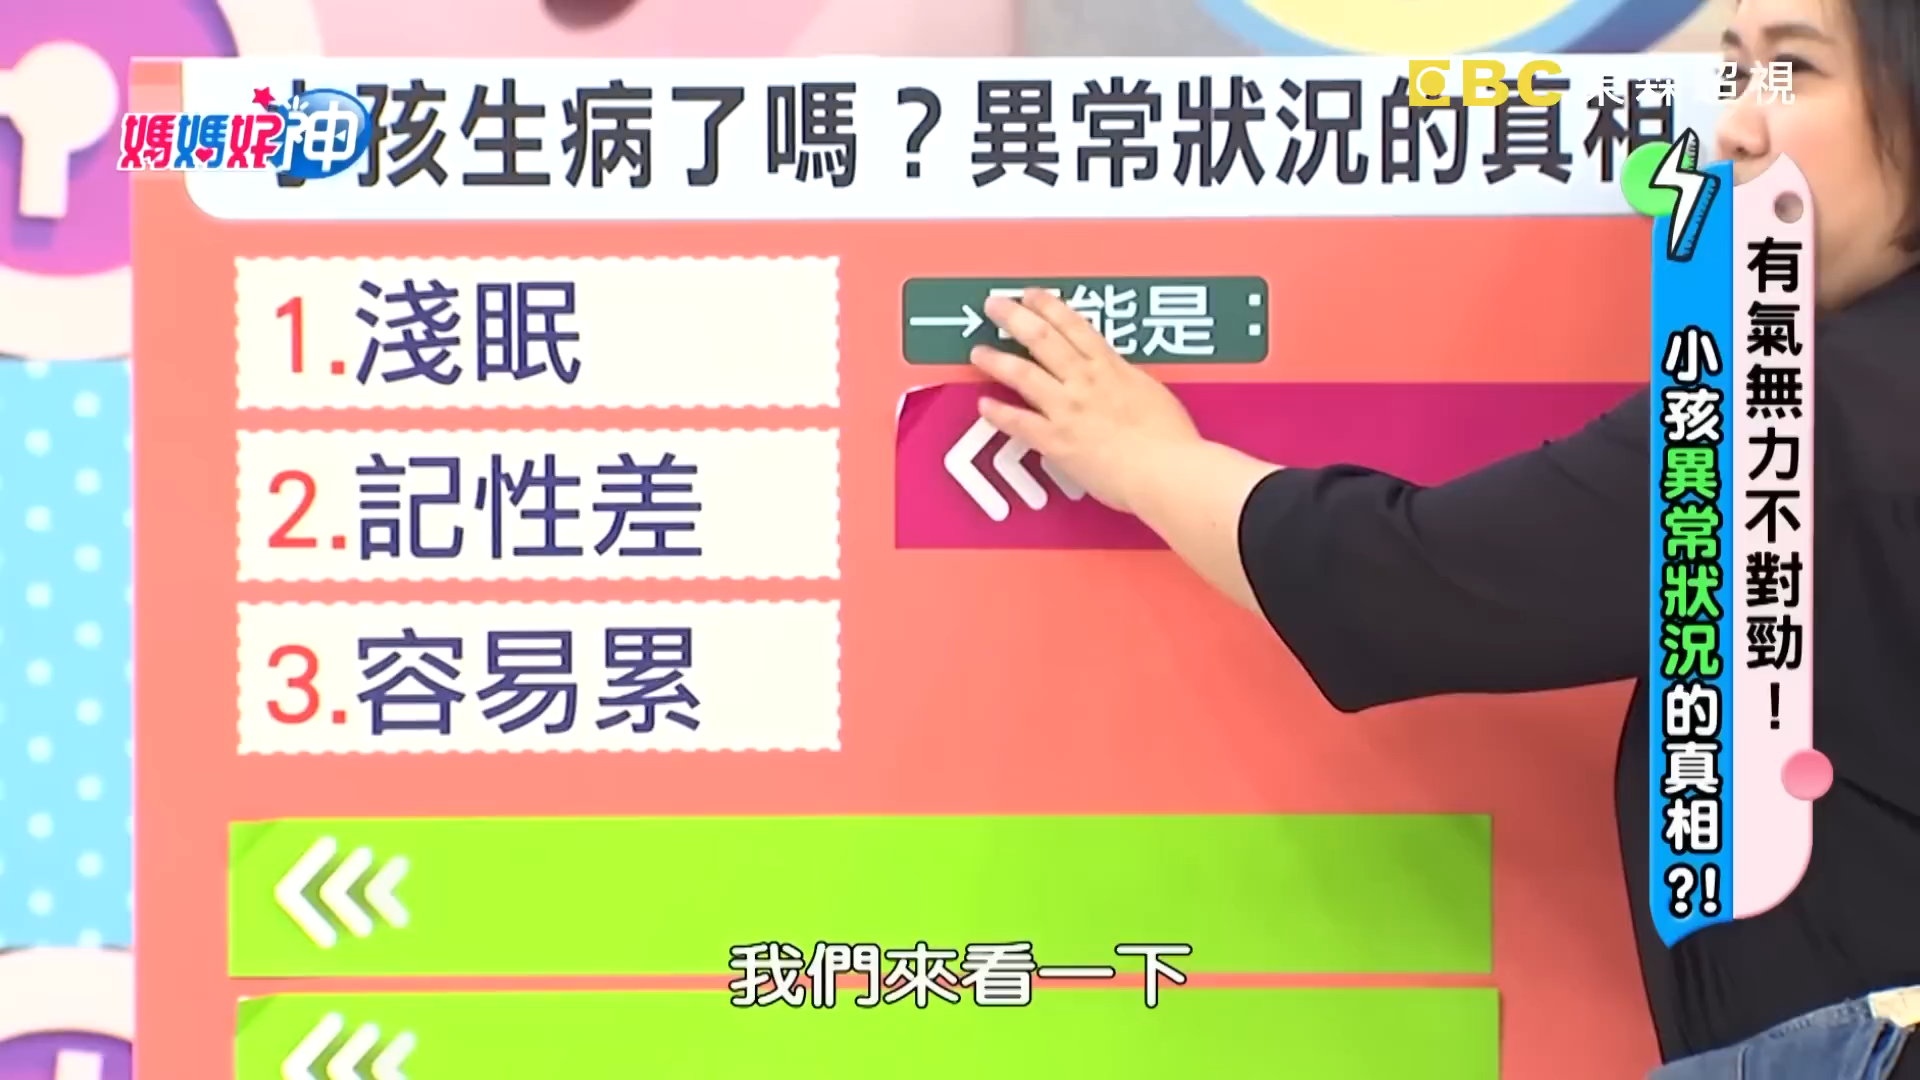 媽媽好神
小孩生病了嗎？異常狀況的真相
EBC 東森超視
1.淺眠
2.記性差
3.容易累
→可能是：
有氣無力不對勁！
小孩異常狀況的真相?!
我們來看一下